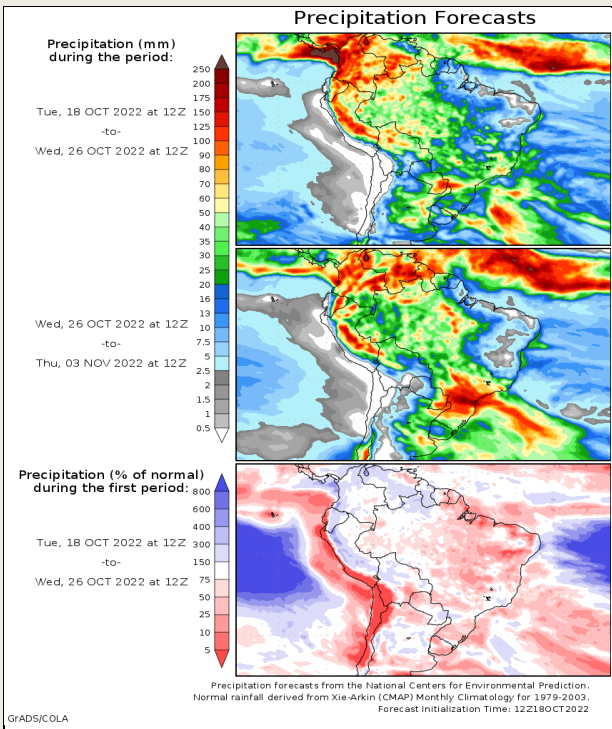 Precipitation Forecasts
Precipitation (mm)
during the period:
Tue, 18 OCT 2022 at 12Z
-to-
Wed, 26 OCT 2022 at 12Z
250
200
175
150
125
100
90
80
70
60
50
40
35
30
25
20
16
13
10
7.5
5
2.5
2
1.5
1
0.5
Wed, 26 OCT 2022 at 12Z
-to-
Thu, 03 NOV 2022 at 12Z
Precipitation (% of normal)
during the first period:
800
600
400
300
150
75
50
25
10
5
Tue, 18 OCT 2022 at 12Z
-to-
Wed, 26 OCT 2022 at 12Z
Precipitation forecasts from the National Centers for Environmental Prediction.
Normal rainfall derived from Xie-Arkin (CMAP) Monthly Climatology for 1979-2003.
Forecast Initialization Time: 12Z18OCT2022
GrADS/COLA